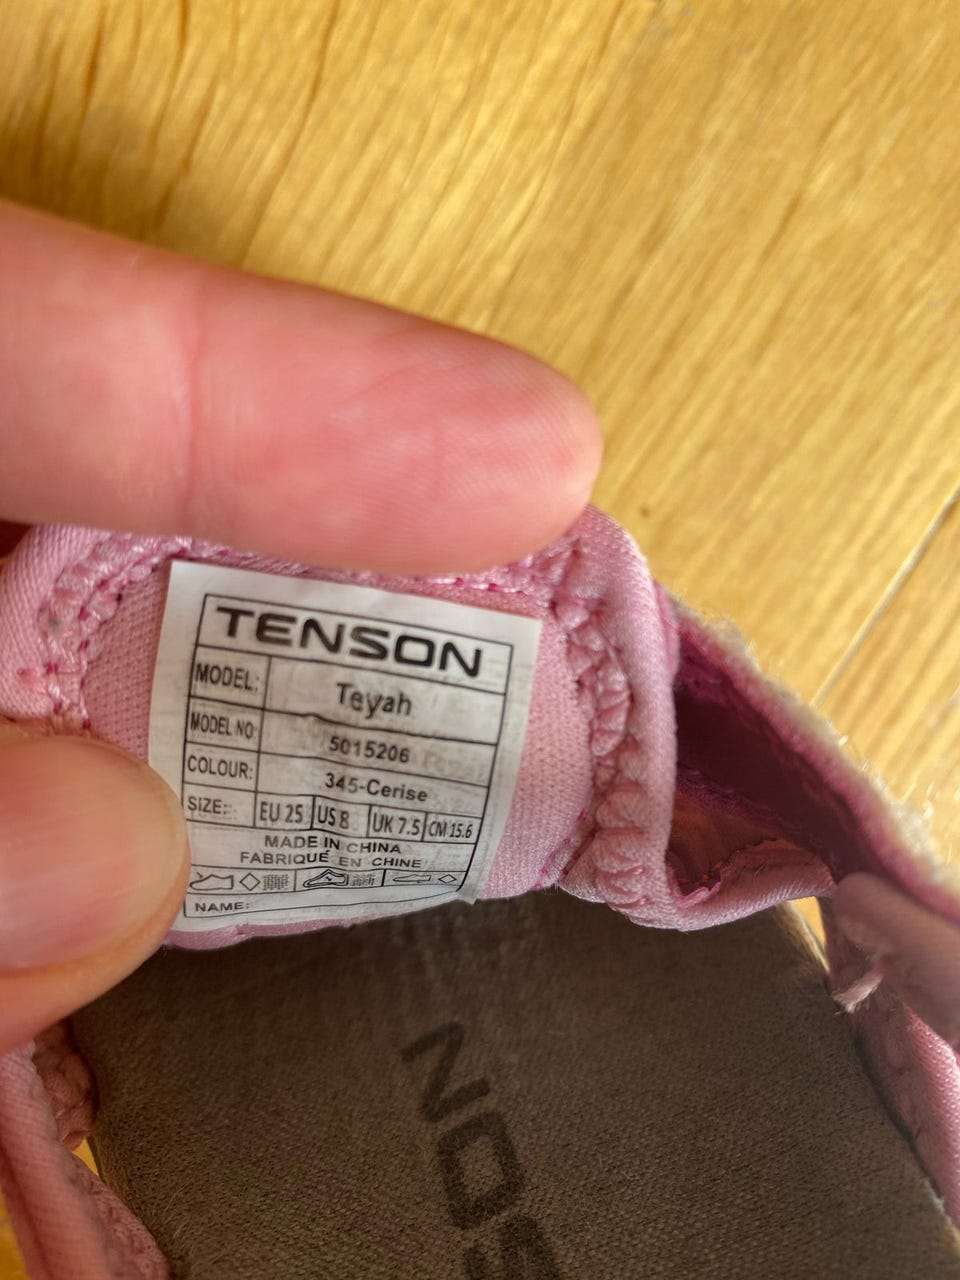 TENSON
MODEL: Teyah
MODEL NO: 5015206
COLOUR: 345-Cerise
SIZE: EU 25 US 8 UK 7.5 CM 15.6
MADE IN CHINA
FABRIQUÉ EN CHINE
NAME:
NOS